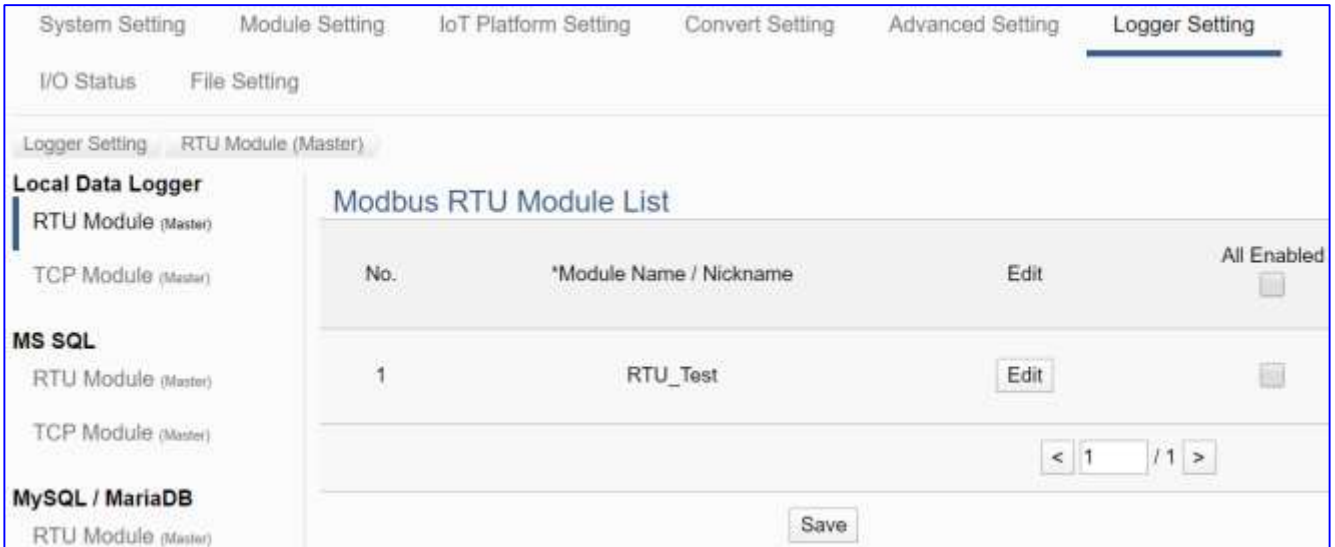 System Setting Module Setting IoT Platform Setting Convert Setting Advanced Setting Logger Setting
I/O Status File Setting
Logger Setting RTU Module (Master)
Local Data Logger
RTU Module (Master)
TCP Module (Master)
MS SQL
RTU Module (Master)
TCP Module (Master)
MySQL / MariaDB
RTU Module (Master)
Modbus RTU Module List
No. *Module Name / Nickname Edit All Enabled
1 RTU_Test Edit
< 1 / 1 >
Save